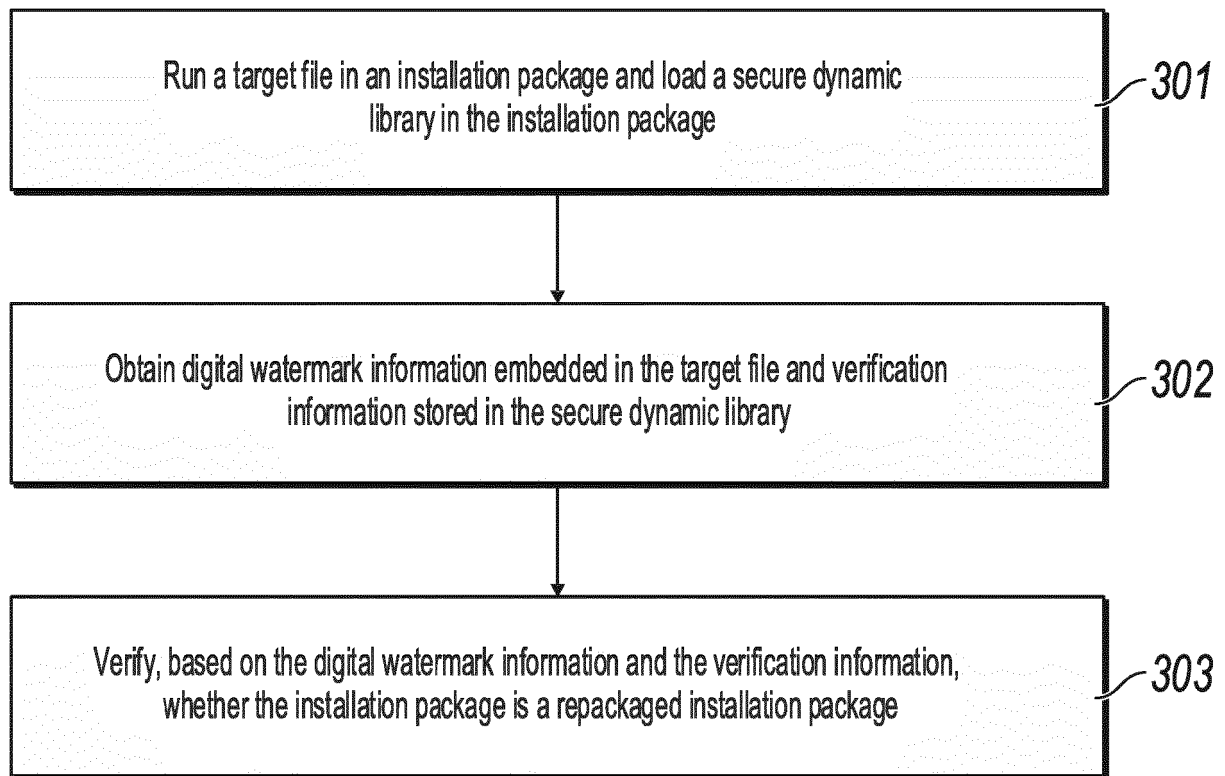 Run a target file in an installation package and load a secure dynamic
library in the installation package
301
Obtain digital watermark information embedded in the target file and verification
information stored in the secure dynamic library
302
Verify, based on the digital watermark information and the verification information,
whether the installation package is a repackaged installation package
303